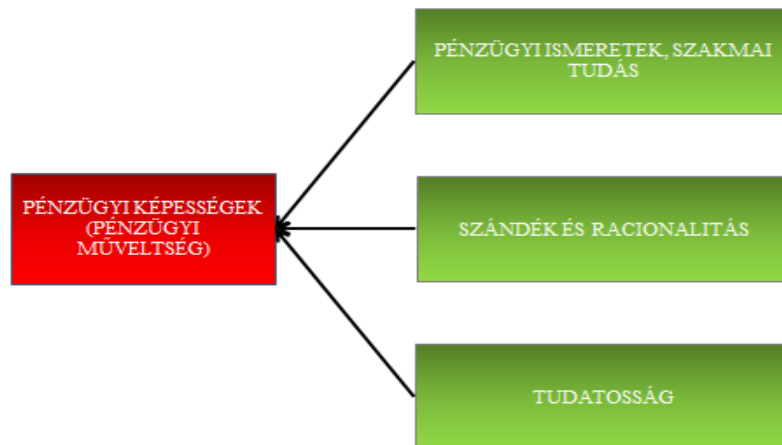 PÉNZÜGYI ISMERETEK, SZAKMAI
TUDÁS
PÉNZÜGYI KÉPESSÉGEK
(PÉNZÜGYI
MŰVELTSÉG)
SZÁNDÉK ÉS RACIONALITÁS
TUDATOSSÁG